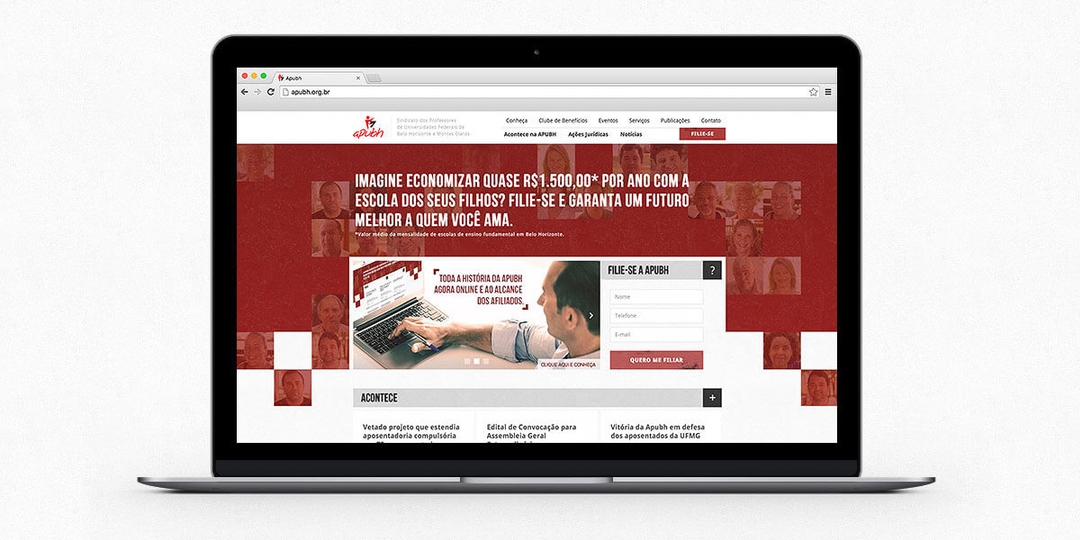 Apubh
apubh.org.br
apubh
Sindicato dos Professores
de Universidades Federais de
Belo Horizonte e Montes Claros
Conheça Clube de Benefícios Eventos Serviços Publicações Contato
Acontece na APUBH Ações Jurídicas Notícias FILIE-SE
IMAGINE ECONOMIZAR QUASE R$1.500,00* POR ANO COM A
ESCOLA DOS SEUS FILHOS? FILIE-SE E GARANTA UM FUTURO
MELHOR A QUEM VOCÊ AMA.
*Valor médio da mensalidade de escolas de ensino fundamental em Belo Horizonte.
TODA A HISTÓRIA DA APUBH
AGORA ONLINE E AO ALCANCE
DOS AFILIADOS.
CLIQUE AQUI E CONHEÇA
FILIE-SE A APUBH ?
Nome
Telefone
E-mail
QUERO ME FILIAR
ACONTECE +
Vetado projeto que estendia
aposentadoria compulsória
Edital de Convocação para
Assembleia Geral
Vitória da Apubh em defesa
dos aposentados da UFMG